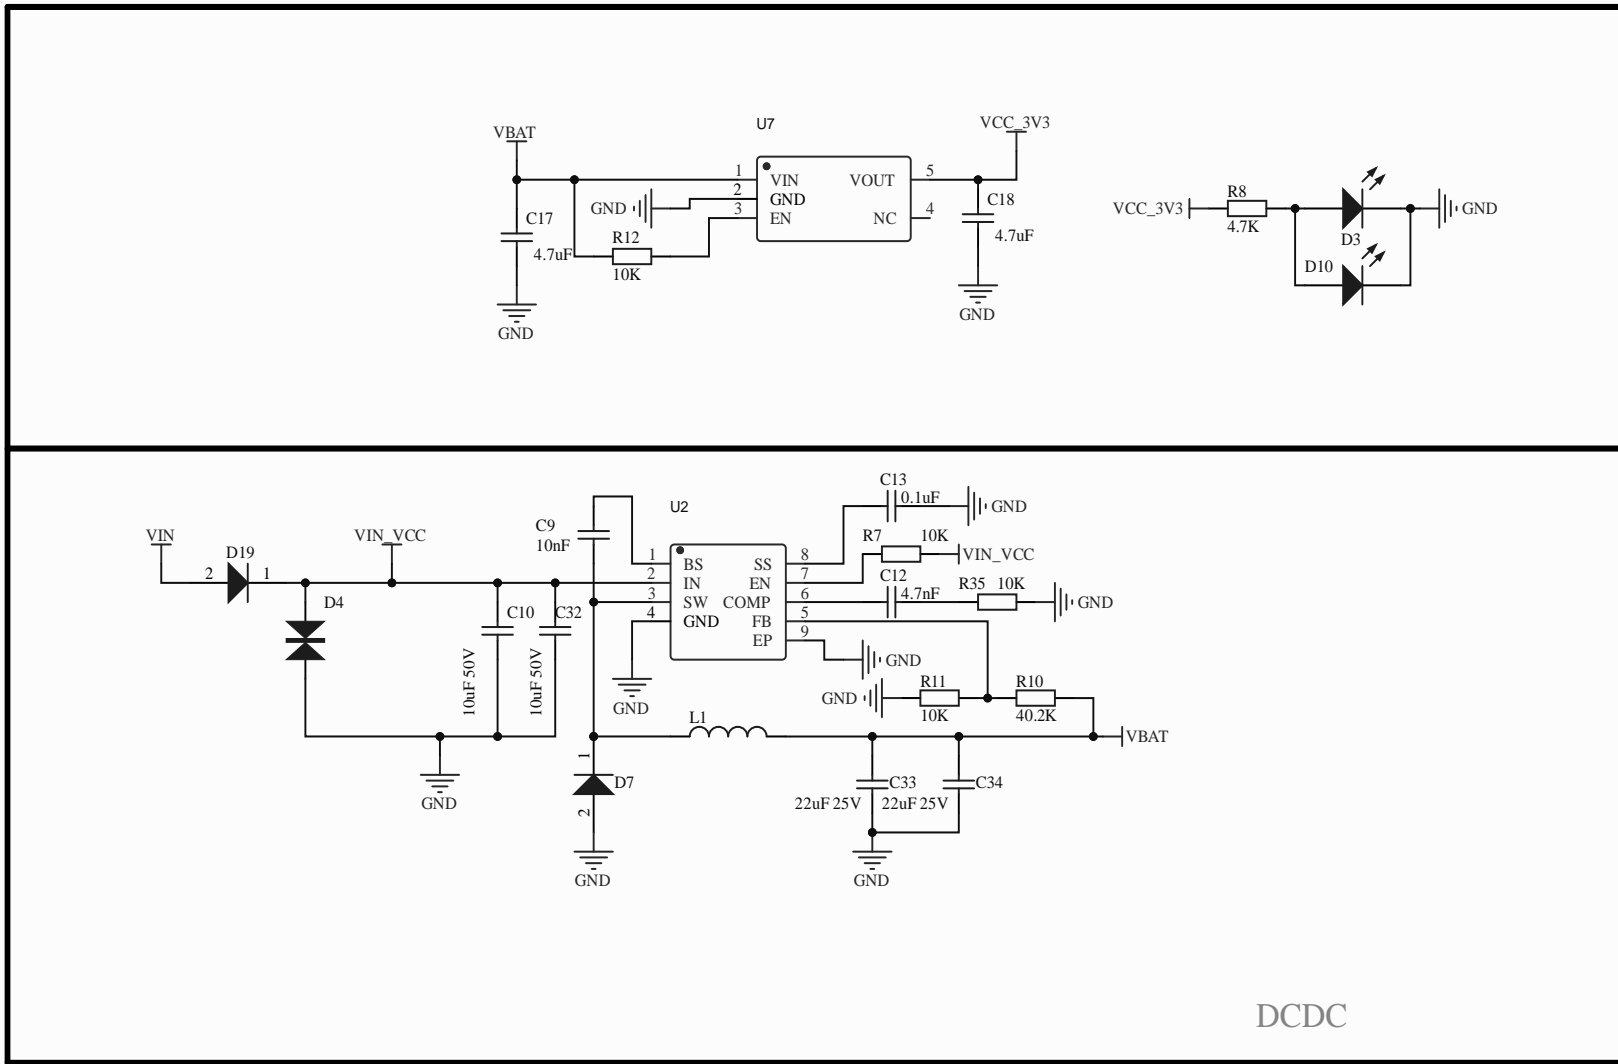 U7
VBAT
VCC_3V3
1
VIN
VOUT
5
2
GND
GND
3
EN
NC
4
C17
4.7uF
R12
10K
C18
4.7uF
GND
GND
VCC_3V3
R8
4.7K
D3
D10
GND
C13
0.1uF
GND
U2
C9
10nF
R7
10K
VIN_VCC
VIN
VIN_VCC
D19
2
1
1
BS
SS
8
2
IN
EN
7
3
SW
COMP
6
4
GND
FB
5
EP
9
C12
4.7nF
R35
10K
GND
D4
C10
C32
10uF 50V
10uF 50V
GND
GND
GND
R11
10K
R10
40.2K
L1
VBAT
GND
1
D7
2
GND
C33
C34
22uF 25V
22uF 25V
GND
DCDC